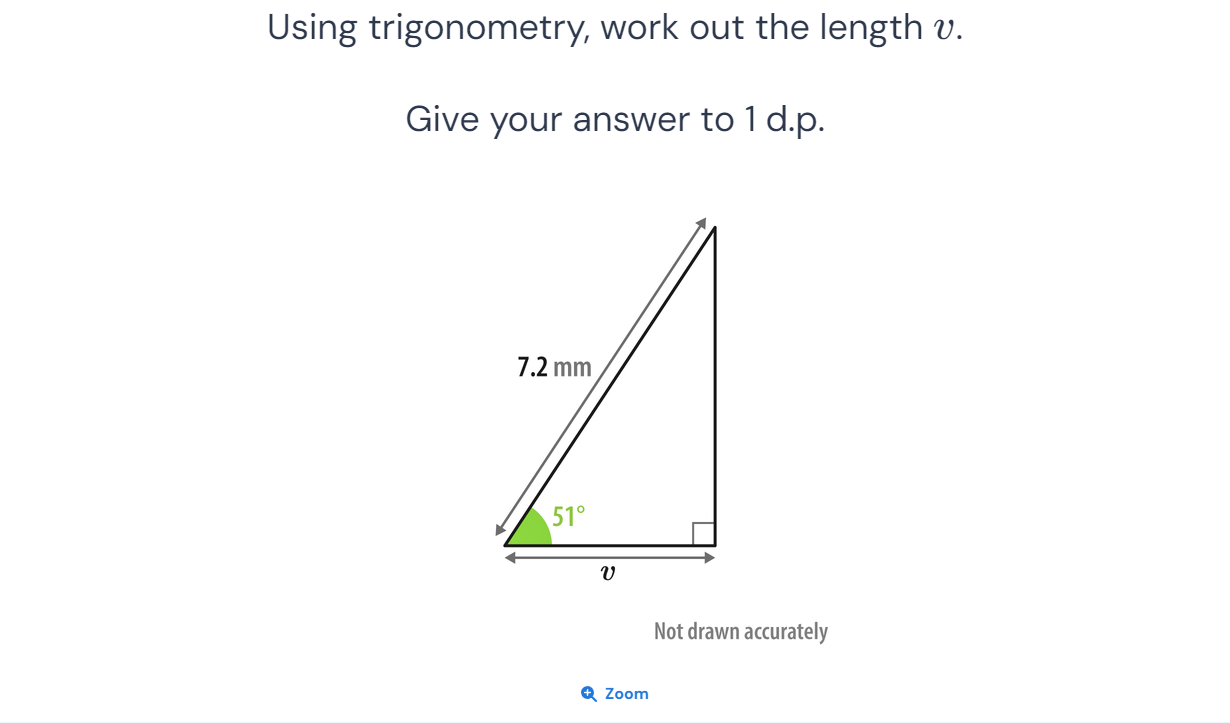 Using trigonometry, work out the length v.
Give your answer to 1 d.p.
7.2 mm
51°
v
Not drawn accurately
Zoom